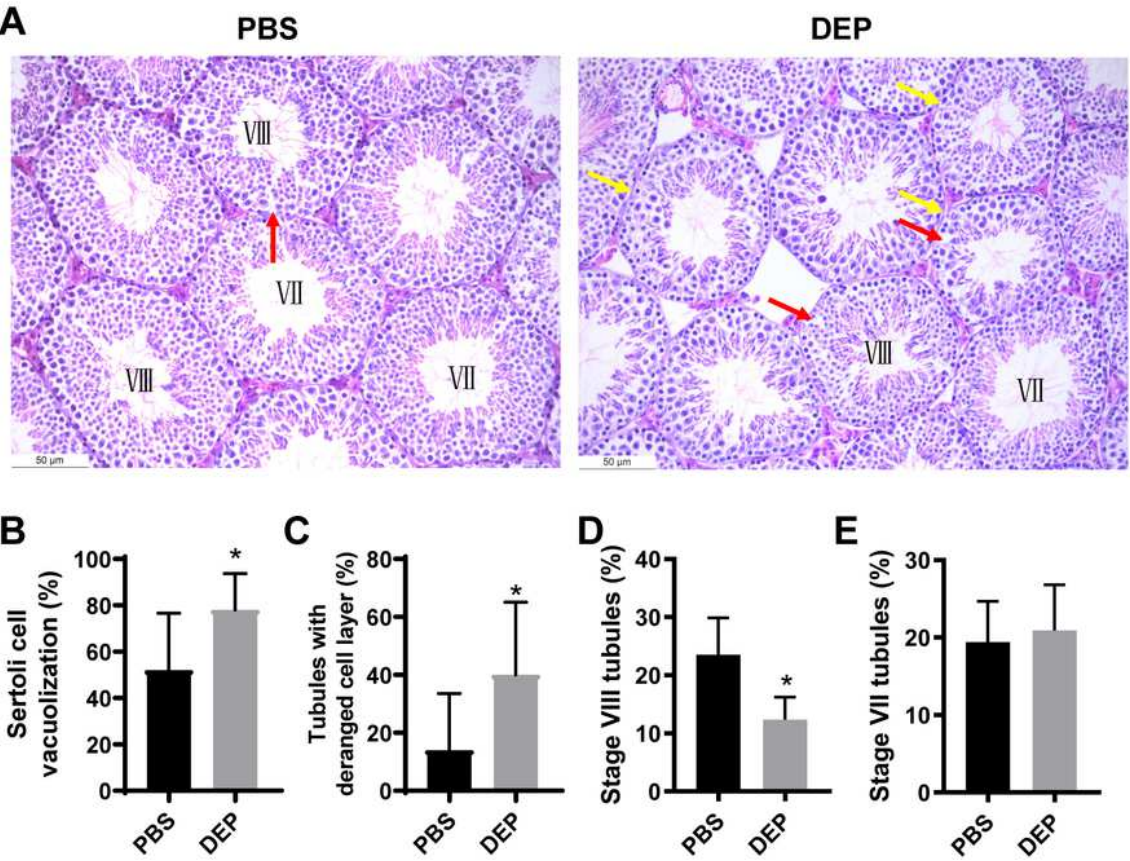 A
PBS
DEP
Ⅷ
Ⅶ
Ⅷ
Ⅶ
50 μm
Ⅷ
Ⅶ
50 μm
B
Sertoli cell
vacuolization (%)
100
80
60
40
20
0
*
PBS
DEP
C
Tubules with
deranged cell layer (%)
80
60
40
20
0
*
PBS
DEP
D
Stage VIII tubules (%)
40
30
20
10
0
*
PBS
DEP
E
Stage VII tubules (%)
30
20
10
0
PBS
DEP